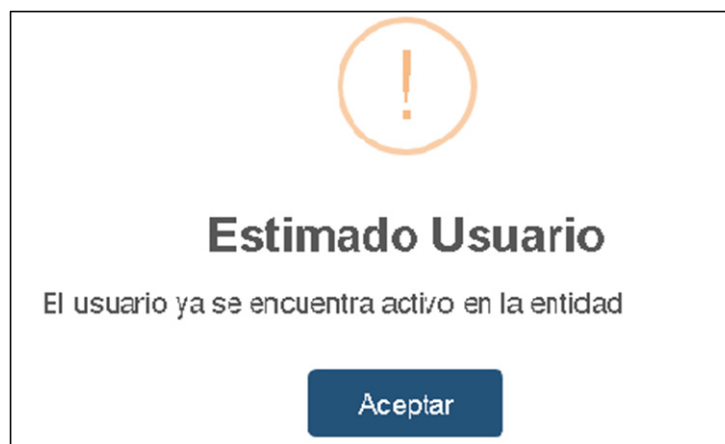 Estimado Usuario
El usuario ya se encuentra activo en la entidad
Aceptar